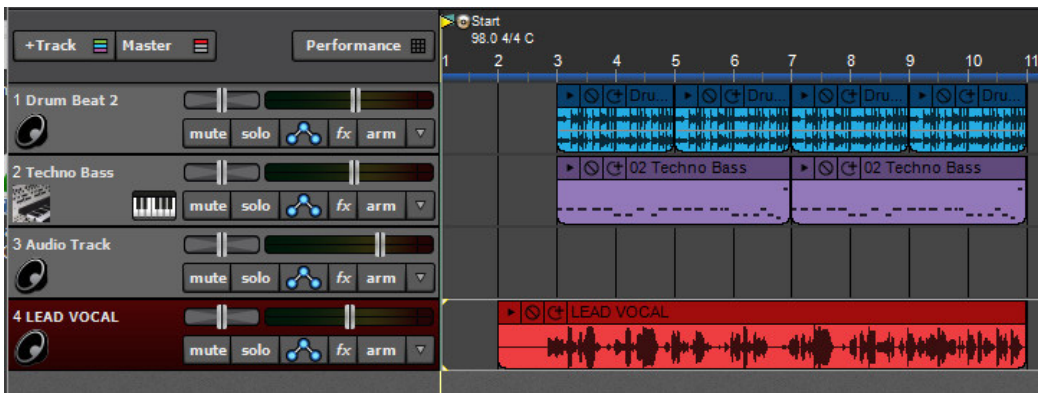 Start
98.0 4/4 C
+Track Master Performance
1 2 3 4 5 6 7 8 9 10 11
1 Drum Beat 2
Dru... Dru... Dru... Dru...
mute solo fx arm
2 Techno Bass
02 Techno Bass 02 Techno Bass
mute solo fx arm
3 Audio Track
mute solo fx arm
4 LEAD VOCAL
LEAD VOCAL
mute solo fx arm